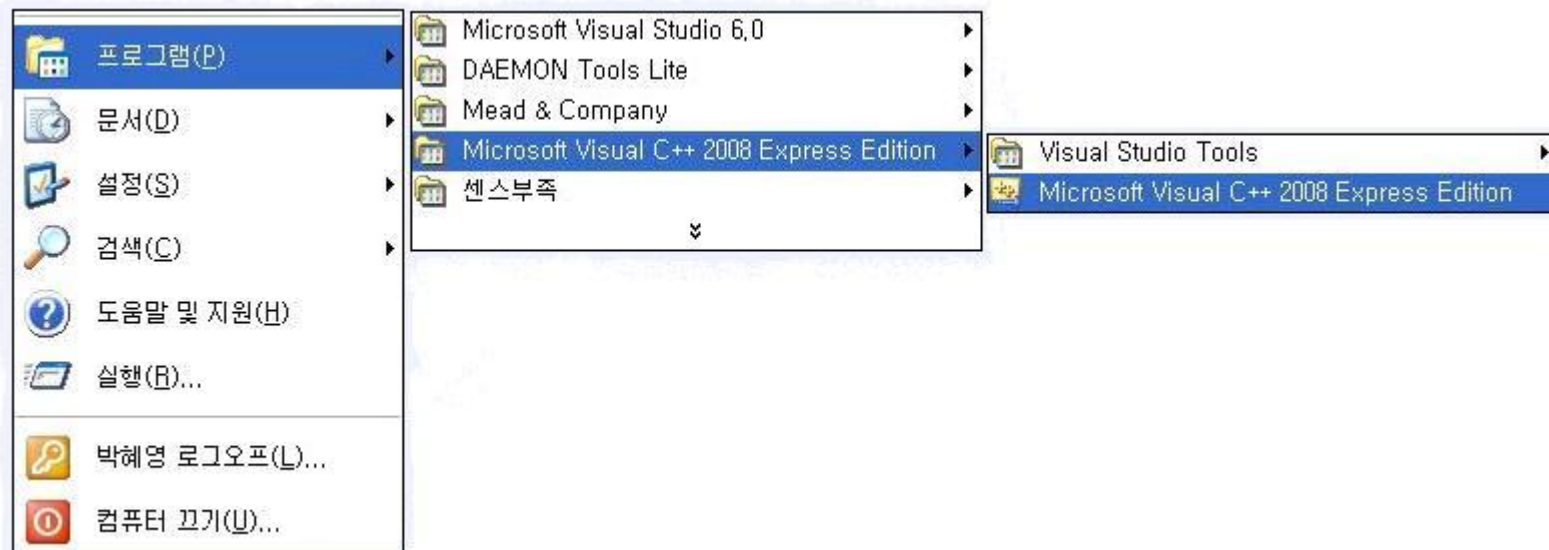 프로그램(P)
문서(D)
설정(S)
검색(C)
도움말 및 지원(H)
실행(R)...
박혜영 로그오프(L)...
컴퓨터 끄기(U)...
Microsoft Visual Studio 6,0
DAEMON Tools Lite
Mead & Company
Microsoft Visual C++ 2008 Express Edition
센스부족
Visual Studio Tools
Microsoft Visual C++ 2008 Express Edition